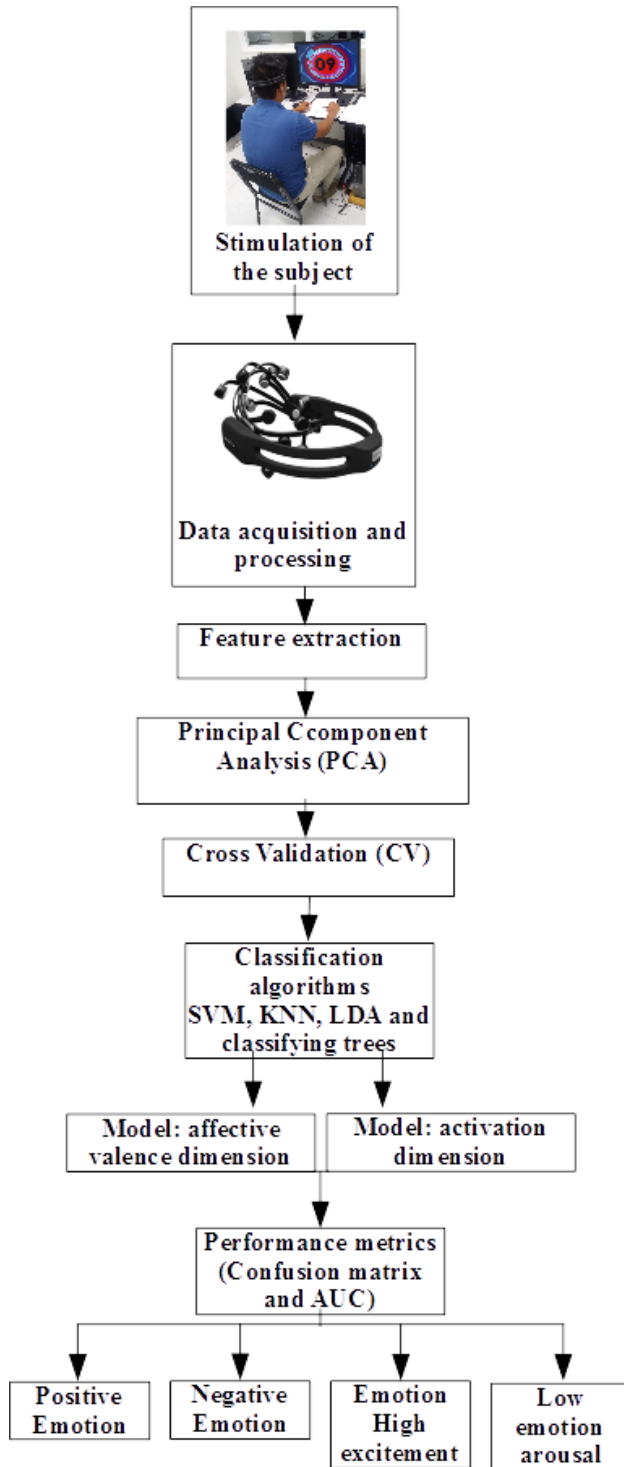 09
Stimulation of
the subject
Data acquisition and
processing
Feature extraction
Principal Ccomponent
Analysis (PCA)
Cross Validation (CV)
Classification
algorithms
SVM, KNN, LDA and
classifying trees
Model: affective
valence dimension
Model: activation
dimension
Performance metrics
(Confusion matrix
and AUC)
Positive
Emotion
Negative
Emotion
Emotion
High
excitement
Low
emotion
arousal